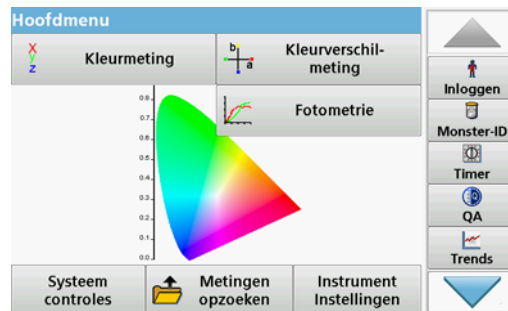 Hoofdmenu
X
y
z
Kleurmeting
b
a
Kleurverschil-
meting
Fotometrie
0.8
0.7
0.6
0.5
0.4
0.3
0.2
0.1
0.0
Systeem
controles
Metingen
opzoeken
Instrument
Instellingen
Inloggen
Monster-ID
Timer
QA
Trends